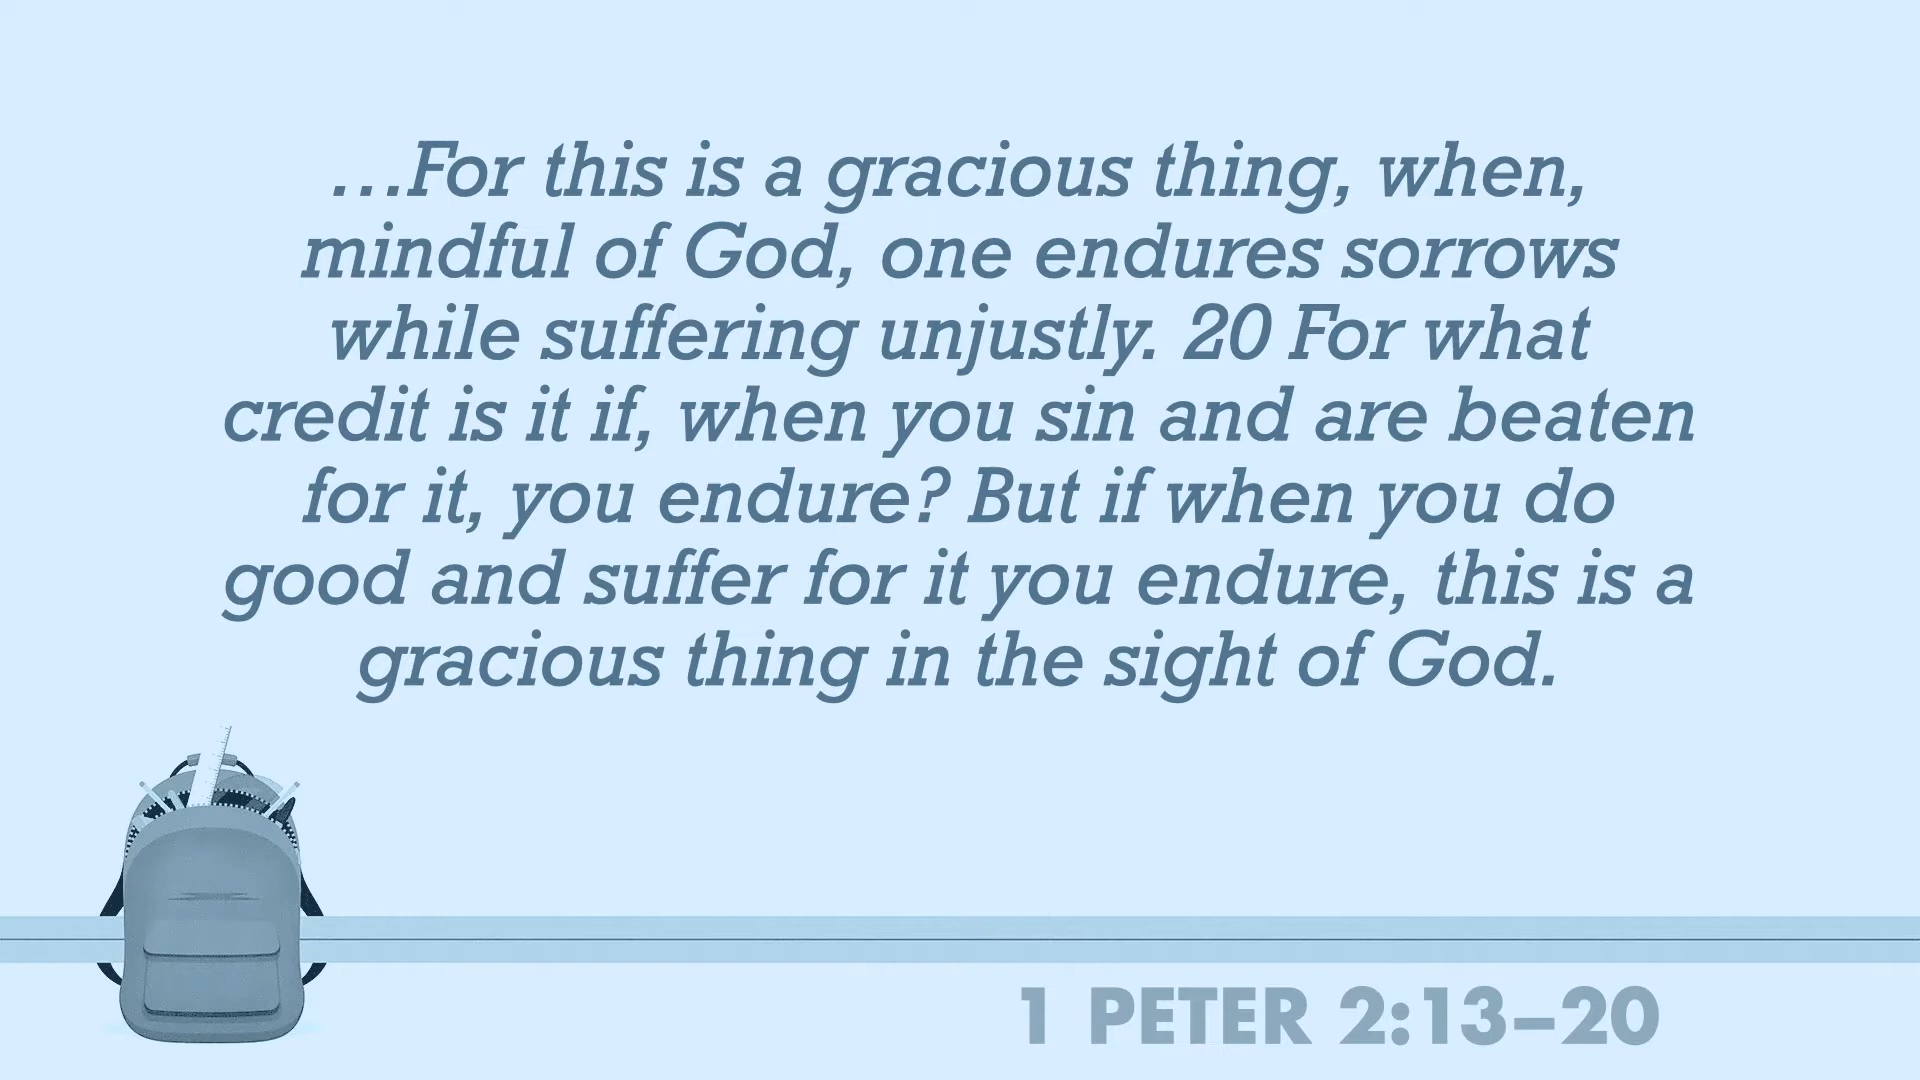 ...For this is a gracious thing, when,
mindful of God, one endures sorrows
while suffering unjustly. 20 For what
credit is it if, when you sin and are beaten
for it, you endure? But if when you do
good and suffer for it you endure, this is a
gracious thing in the sight of God.
1 PETER 2:13–20